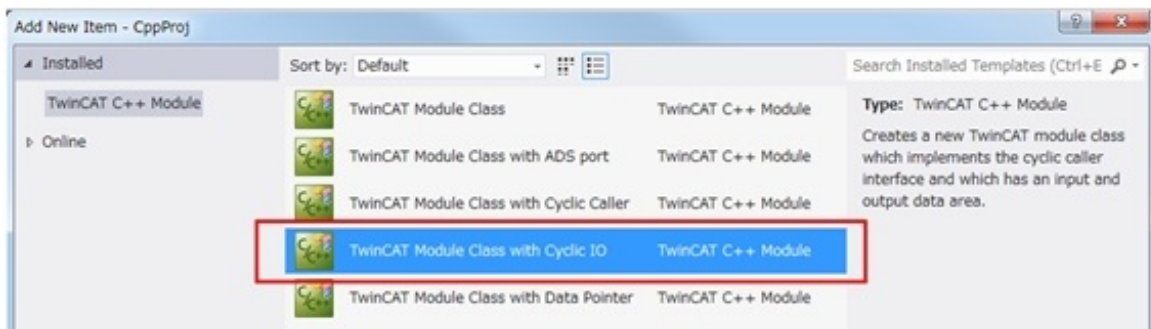 Add New Item - CppProj
Installed
Sort by: Default
Search Installed Templates (Ctrl+E
TwinCAT C++ Module
Online
TwinCAT Module Class TwinCAT C++ Module
TwinCAT Module Class with ADS port TwinCAT C++ Module
TwinCAT Module Class with Cyclic Caller TwinCAT C++ Module
TwinCAT Module Class with Cyclic IO TwinCAT C++ Module
TwinCAT Module Class with Data Pointer TwinCAT C++ Module
Type: TwinCAT C++ Module
Creates a new TwinCAT module class
which implements the cyclic caller
interface and which has an input and
output data area.